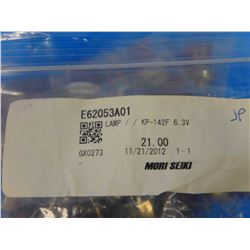 E62053A01
LAMP // KP-142F 6.3V
21.00
GX0273 11/21/2012 1-1
MORI SEIKI
JP